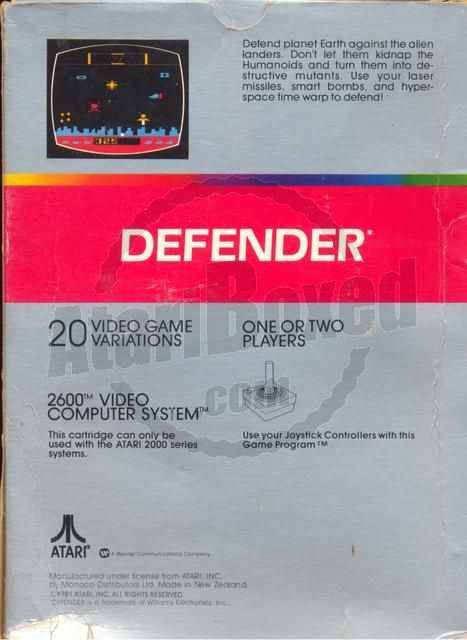 Defend planet Earth against the alien
landers. Don't let them kidnap the
Humanoids and turn them into de-
structive mutants. Use your laser
missiles, smart bombs, and hyper-
space time warp to defend!
325
DEFENDER*
20 VIDEO GAME
VARIATIONS
ONE OR TWO
PLAYERS
2600™ VIDEO
COMPUTER SYSTEM™
This cartridge can only be
used with the ATARI 2000 series
systems.
Use your Joystick Controllers with this
Game Program™.
AtariBoxed
.com
ATARI®
A Warner Communications Company
Manufactured under license from ATARI, INC.
by Monaco Distributors Ltd. Made in New Zealand.
© 1981 ATARI, INC. ALL RIGHTS RESERVED
*DEFENDER is a trademark of Williams Electronics, Inc.